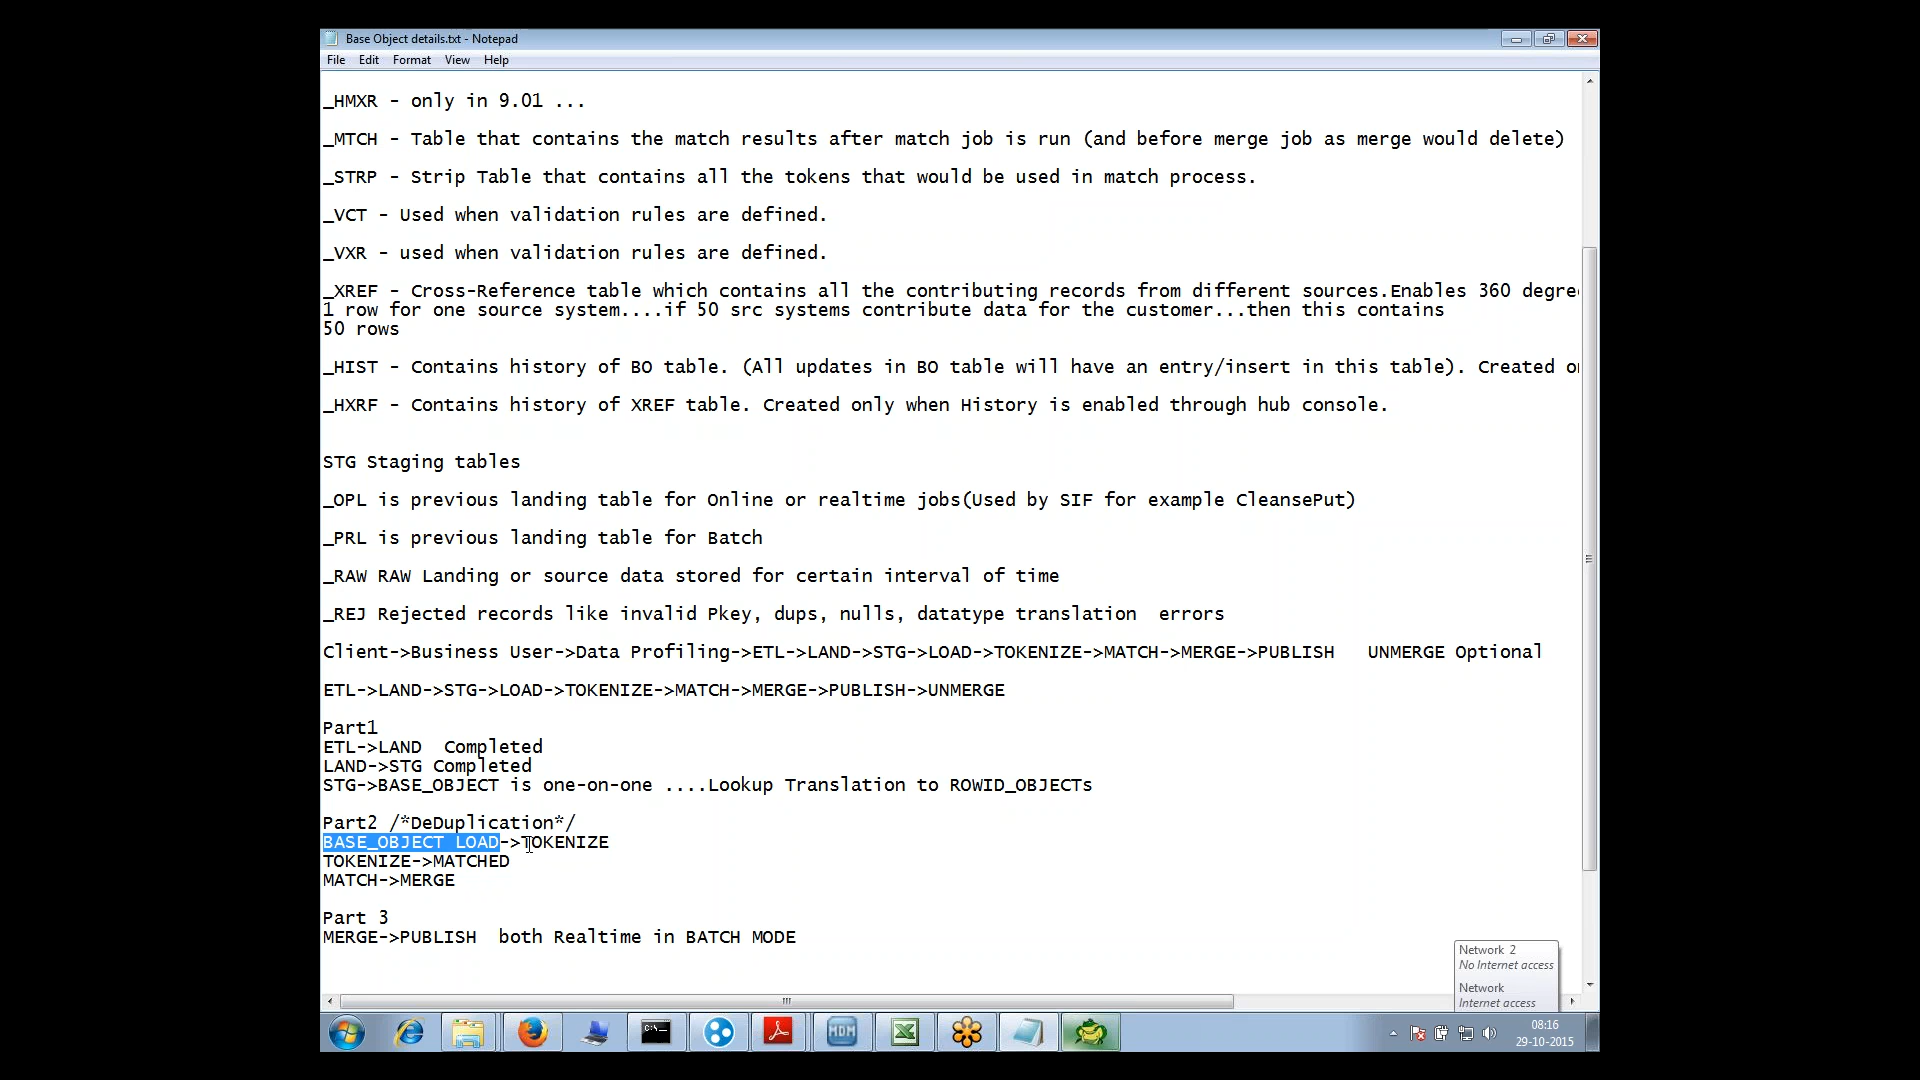 Base Object details.txt - Notepad
File Edit Format View Help
_HMXR - only in 9.01 ...
_MTCH - Table that contains the match results after match job is run (and before merge job as merge would delete)
_STRP - Strip Table that contains all the tokens that would be used in match process.
_VCT - Used when validation rules are defined.
_VXR - used when validation rules are defined.
_XREF - Cross-Reference table which contains all the contributing records from different sources.Enables 360 degre
1 row for one source system....if 50 src systems contribute data for the customer...then this contains
50 rows
_HIST - Contains history of BO table. (All updates in BO table will have an entry/insert in this table). Created o
_HXRF - Contains history of XREF table. Created only when History is enabled through hub console.
STG Staging tables
_OPL is previous landing table for Online or realtime jobs(Used by SIF for example CleansePut)
_PRL is previous landing table for Batch
_RAW RAW Landing or source data stored for certain interval of time
_REJ Rejected records like invalid Pkey, dups, nulls, datatype translation  errors
Client->Business User->Data Profiling->ETL->LAND->STG->LOAD->TOKENIZE->MATCH->MERGE->PUBLISH   UNMERGE Optional
ETL->LAND->STG->LOAD->TOKENIZE->MATCH->MERGE->PUBLISH->UNMERGE
Part1
ETL->LAND  Completed
LAND->STG Completed
STG->BASE_OBJECT is one-on-one ....Lookup Translation to ROWID_OBJECTs
Part2 /*DeDuplication*/
BASE_OBJECT LOAD->TOKENIZE
TOKENIZE->MATCHED
MATCH->MERGE
Part 3
MERGE->PUBLISH  both Realtime in BATCH MODE
Network 2
No Internet access
Network
Internet access
C:\
MDM
08:16
29-10-2015